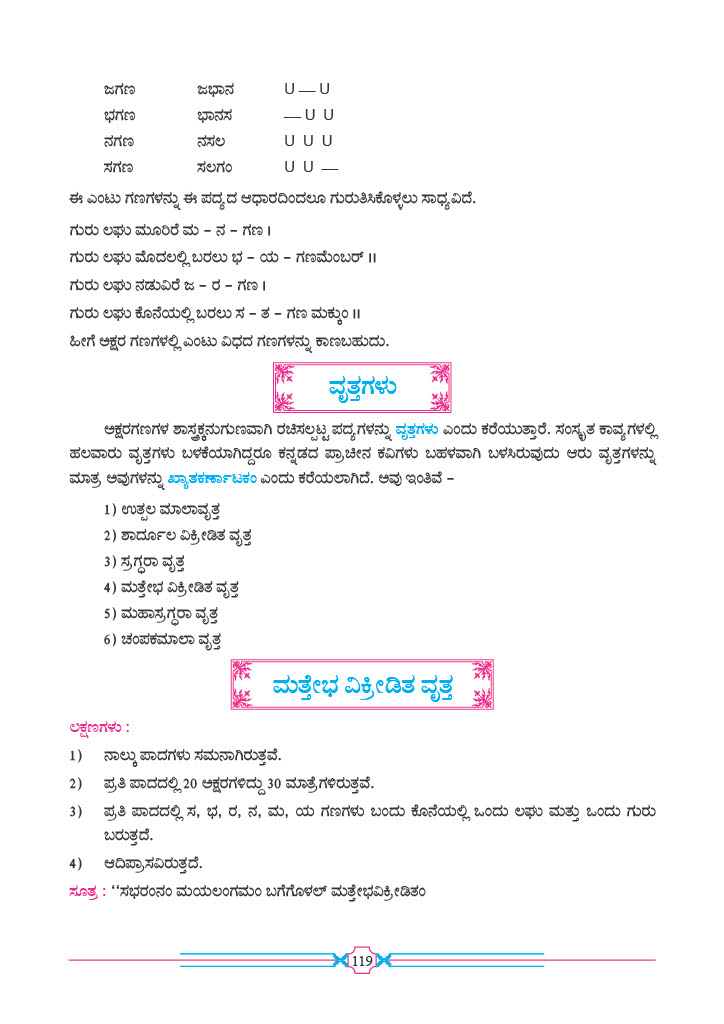 ಜಗಣ ಜಭಾನ U — U
ಭಗಣ ಭಾನಸ — U U
ನಗಣ ನಸಲ U U U
ಸಗಣ ಸಲಗಂ U U —
ಈ ಎಂಟು ಗಣಗಳನ್ನು ಈ ಪದ್ಯದ ಆಧಾರದಿಂದಲೂ ಗುರುತಿಸಿಕೊಳ್ಳಲು ಸಾಧ್ಯವಿದೆ.
ಗುರು ಲಘು ಮೂರಿರೆ ಮ – ನ – ಗಣ ।
ಗುರು ಲಘು ಮೊದಲಲ್ಲಿ ಬರಲು ಭ – ಯ – ಗಣಮೆಂಬರ್ ।।
ಗುರು ಲಘು ನಡುವಿರೆ ಜ – ರ – ಗಣ ।
ಗುರು ಲಘು ಕೊನೆಯಲ್ಲಿ ಬರಲು ಸ – ತ – ಗಣ ಮಕ್ಕುಂ ।।
ಹೀಗೆ ಅಕ್ಷರ ಗಣಗಳಲ್ಲಿ ಎಂಟು ವಿಧದ ಗಣಗಳನ್ನು ಕಾಣಬಹುದು.
ವೃತ್ತಗಳು
ಅಕ್ಷರಗಣಗಳ ಶಾಸ್ತ್ರಕ್ಕನುಗುಣವಾಗಿ ರಚಿಸಲ್ಪಟ್ಟ ಪದ್ಯಗಳನ್ನು ವೃತ್ತಗಳು ಎಂದು ಕರೆಯುತ್ತಾರೆ. ಸಂಸ್ಕೃತ ಕಾವ್ಯಗಳಲ್ಲಿ
ಹಲವಾರು ವೃತ್ತಗಳು ಬಳಕೆಯಾಗಿದ್ದರೂ ಕನ್ನಡದ ಪ್ರಾಚೀನ ಕವಿಗಳು ಬಹಳವಾಗಿ ಬಳಸಿರುವುದು ಆರು ವೃತ್ತಗಳನ್ನು
ಮಾತ್ರ ಅವುಗಳನ್ನು ಖ್ಯಾತಕರ್ಣಾಟಕಂ ಎಂದು ಕರೆಯಲಾಗಿದೆ. ಅವು ಇಂತಿವೆ –
1) ಉತ್ಪಲ ಮಾಲಾವೃತ್ತ
2) ಶಾರ್ದೂಲ ವಿಕ್ರೀಡಿತ ವೃತ್ತ
3) ಸ್ರಗ್ಧರಾ ವೃತ್ತ
4) ಮತ್ತೇಭ ವಿಕ್ರೀಡಿತ ವೃತ್ತ
5) ಮಹಾಸ್ರಗ್ಧರಾ ವೃತ್ತ
6) ಚಂಪಕಮಾಲಾ ವೃತ್ತ
ಮತ್ತೇಭ ವಿಕ್ರೀಡಿತ ವೃತ್ತ
ಲಕ್ಷಣಗಳು :
1) ನಾಲ್ಕು ಪಾದಗಳು ಸಮನಾಗಿರುತ್ತವೆ.
2) ಪ್ರತಿ ಪಾದದಲ್ಲಿ 20 ಅಕ್ಷರಗಳಿದ್ದು 30 ಮಾತ್ರೆಗಳಿರುತ್ತವೆ.
3) ಪ್ರತಿ ಪಾದದಲ್ಲಿ ಸ, ಭ, ರ, ನ, ಮ, ಯ ಗಣಗಳು ಬಂದು ಕೊನೆಯಲ್ಲಿ ಒಂದು ಲಘು ಮತ್ತು ಒಂದು ಗುರು
ಬರುತ್ತದೆ.
4) ಆದಿಪ್ರಾಸವಿರುತ್ತದೆ.
ಸೂತ್ರ : ‘‘ಸಭರಂನಂ ಮಯಲಂಗಮಂ ಬಗೆಗೊಳಲ್ ಮತ್ತೇಭವಿಕ್ರೀಡಿತಂ
119